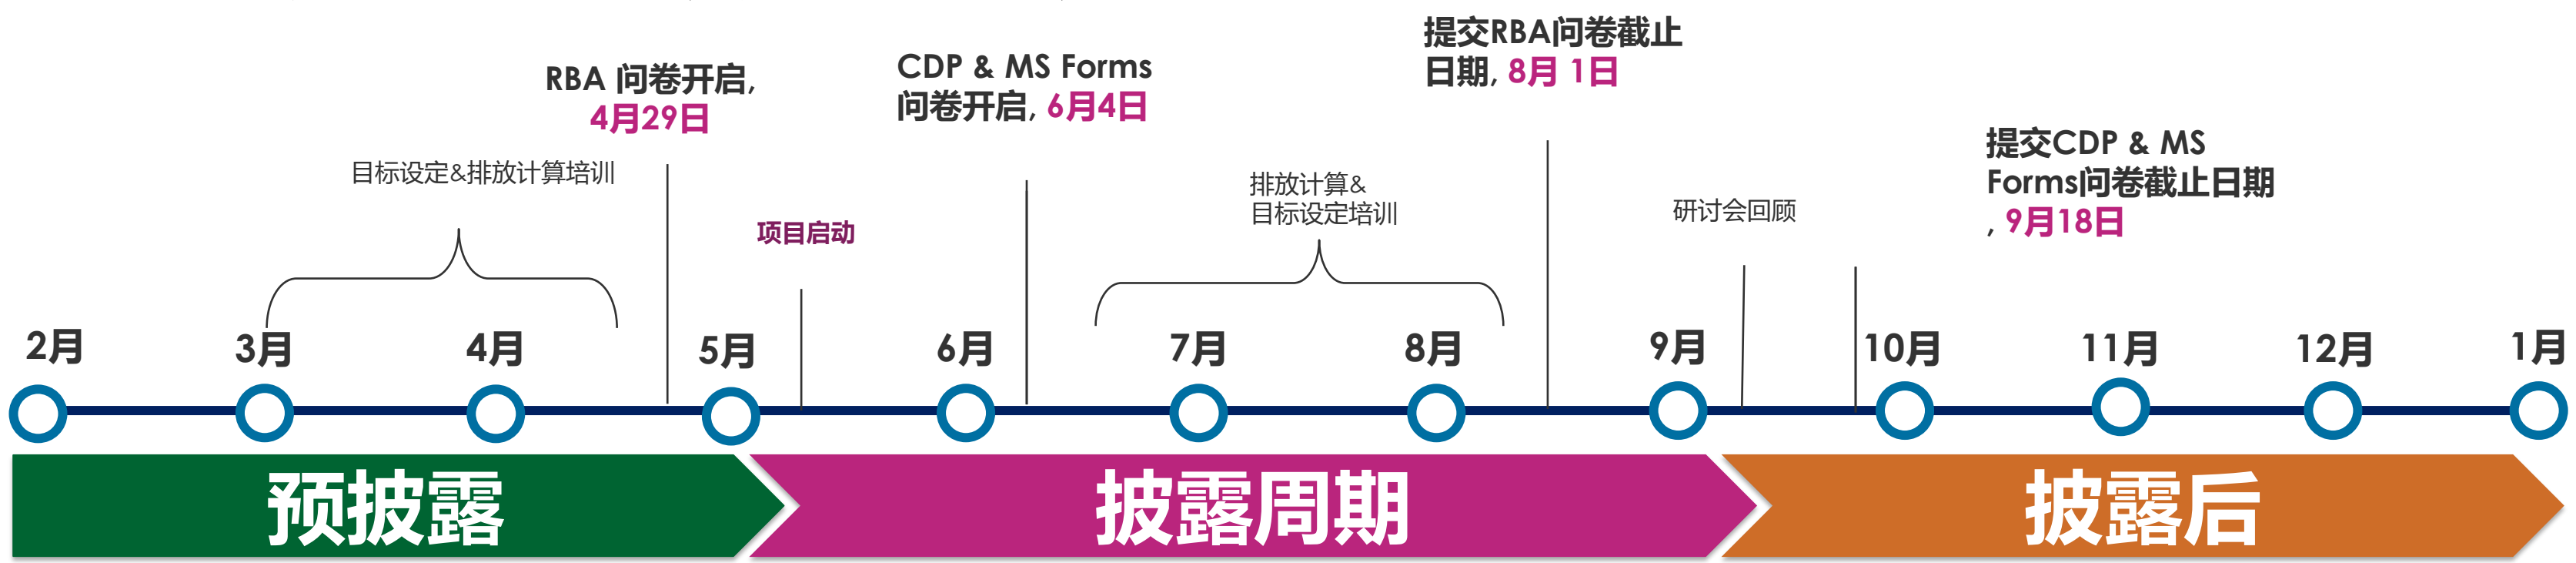 RBA 问卷开启,
4月29日
CDP & MS Forms
问卷开启, 6月4日
提交RBA问卷截止
日期, 8月 1日
提交CDP & MS
Forms问卷截止日期
, 9月18日
目标设定&排放计算培训
项目启动
排放计算&
目标设定培训
研讨会回顾
2月
3月
4月
5月
6月
7月
8月
9月
10月
11月
12月
1月
预披露
披露周期
披露后